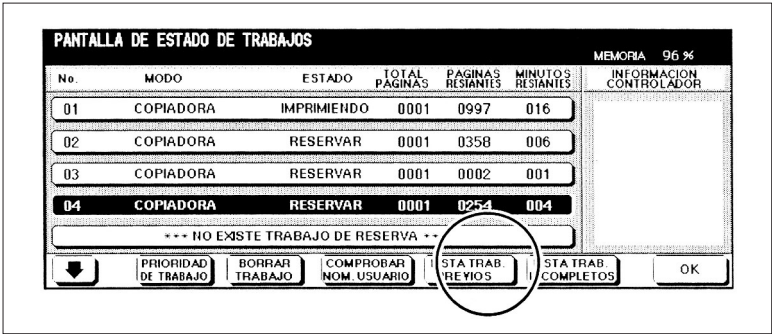 PANTALLA DE ESTADO DE TRABAJOS
MEMORIA 96 %
No. MODO ESTADO TOTAL PAGINAS PAGINAS RESTANTES MINUTOS RESTANTES INFORMACION CONTROLADOR
01 COPIADORA IMPRIMIENDO 0001 0997 016
02 COPIADORA RESERVAR 0001 0358 006
03 COPIADORA RESERVAR 0001 0002 001
04 COPIADORA RESERVAR 0001 0254 004
*** NO EXISTE TRABAJO DE RESERVA **
PRIORIDAD DE TRABAJO
BORRAR TRABAJO
COMPROBAR NOM. USUARIO
STA TRAB. PREVIOS
STA TRAB. COMPLETOS
OK